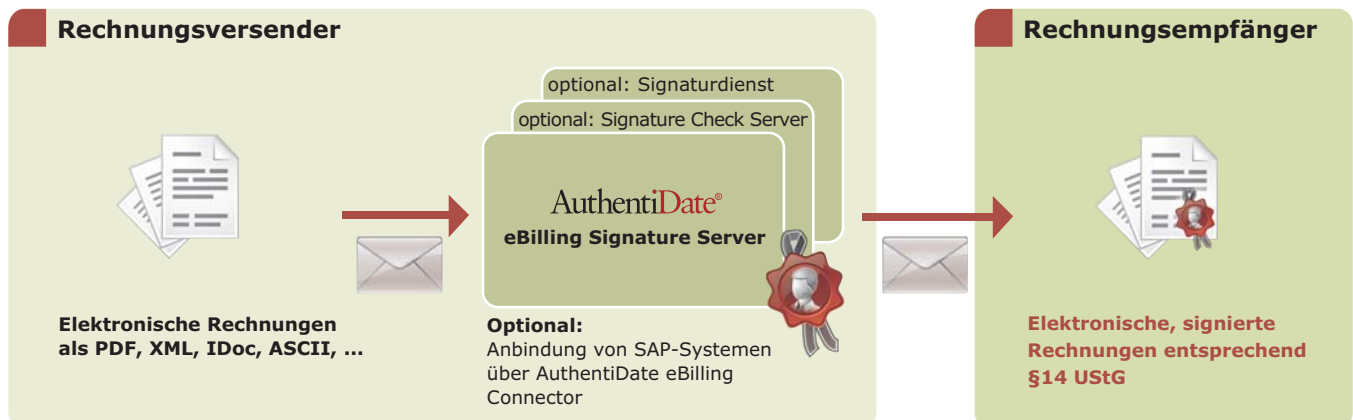 Rechnungsversender
optional: Signaturdienst
optional: Signature Check Server
AuthentiDate®
eBilling Signature Server
Elektronische Rechnungen
als PDF, XML, IDoc, ASCII, ...
Optional:
Anbindung von SAP-Systemen
über AuthentiDate eBilling
Connector
Rechnungsempfänger
Elektronische, signierte
Rechnungen entsprechend
§14 UStG